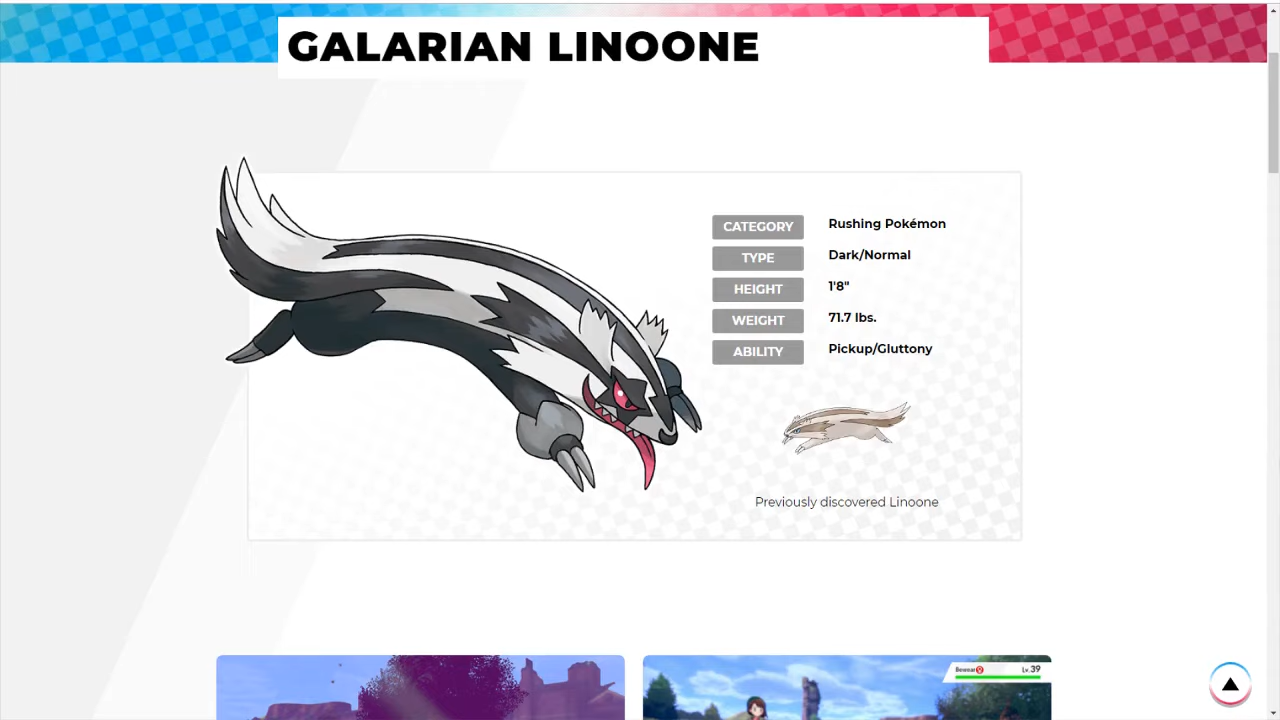 GALARIAN LINOONE
CATEGORY Rushing Pokémon
TYPE Dark/Normal
HEIGHT 1'8"
WEIGHT 71.7 lbs.
ABILITY Pickup/Gluttony
Previously discovered Linoone
Bewear Lv.39